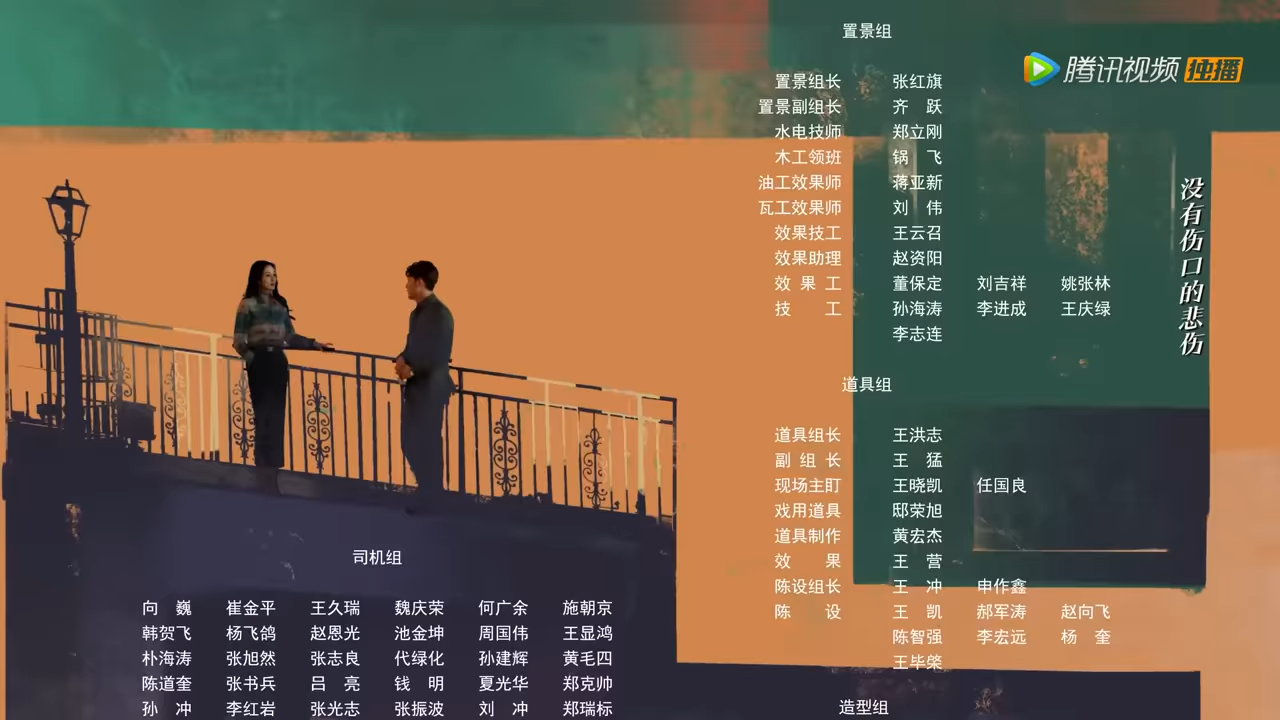 置景组
腾讯视频 独播
置景组长 张红旗
置景副组长 齐 跃
水电技师 郑立刚
木工领班 锅 飞
油工效果师 蒋亚新
瓦工效果师 刘 伟
效果技工 王云召
效果助理 赵资阳
效 果 工 董保定 刘吉祥 姚张林
技 工 孙海涛 李进成 王庆绿
李志连
没有伤口的悲伤
道具组
道具组长 王洪志
副 组 长 王 猛
现场主盯 王晓凯 任国良
戏用道具 邸荣旭
道具制作 黄宏杰
效 果 王 营
陈设组长 王 冲 申作鑫
陈 设 王 凯 郝军涛 赵向飞
陈智强 李宏远 杨 奎
王毕棨
造型组
司机组
向 巍 崔金平 王久瑞 魏庆荣 何广余 施朝京
韩贺飞 杨飞鸽 赵恩光 池金坤 周国伟 王显鸿
朴海涛 张旭然 张志良 代绿化 孙建辉 黄毛四
陈道奎 张书兵 吕 亮 钱 明 夏光华 郑克帅
孙 冲 李红岩 张光志 张振波 刘 冲 郑瑞标